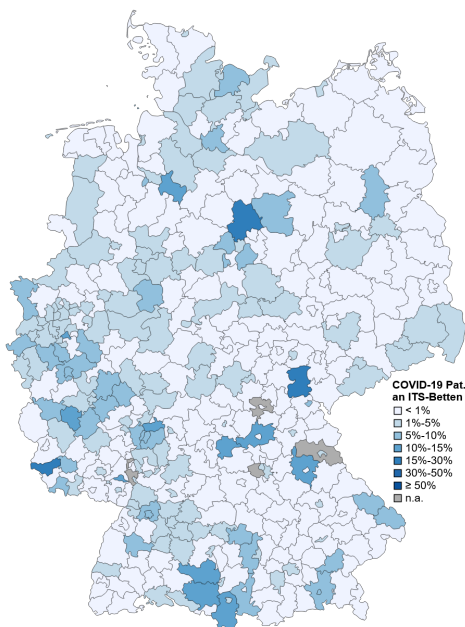 COVID-19 Pat.
an ITS-Betten
< 1%
1%-5%
5%-10%
10%-15%
15%-30%
30%-50%
≥ 50%
n.a.